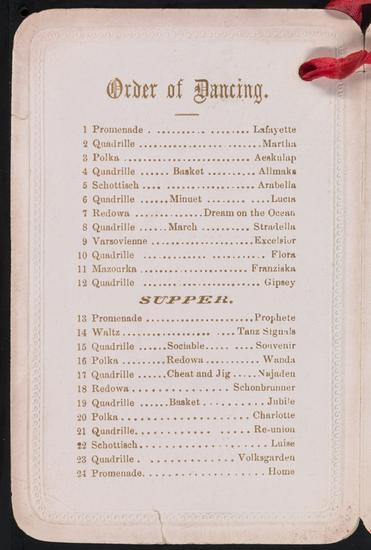 Order of Dancing.
1 Promenade . .......... ........ Lafayette
2 Quadrille ........................ Martha
3 Polka ........................... Aeskulap
4 Quadrille ...... Basket ......... Allmaks
5 Schottisch .... ................ Arabella
6 Quadrille ...... Minuet ........ .... Lucia
7 Redowa ............ Dream on the Ocean
8 Quadrille ...... March ........ Stradella
9 Varsovienne ................... Excelsior
10 Quadrille ..... ................ Flora
11 Mazourka ..................... Franziska
12 Quadrille ..................... Gipsey
SUPPER.
13 Promenade ..................... Prophete
14 Waltz ................ .... Tanz Signals
15 Quadrille ..... Sociable ..... Souvenir
16 Polka ......... Redowa ........ Wanda
17 Quadrille ..... Cheat and Jig ..... Najaden
18 Redowa ................... Schonbrunner
19 Quadrille ...... Basket .......... Jubile
20 Polka ........................ Charlotte
21 Quadrille ...................... Re-union
22 Schottisch ....................... Luise
23 Quadrille . ................ Volksgarden
24 Promenade. ....................... Home